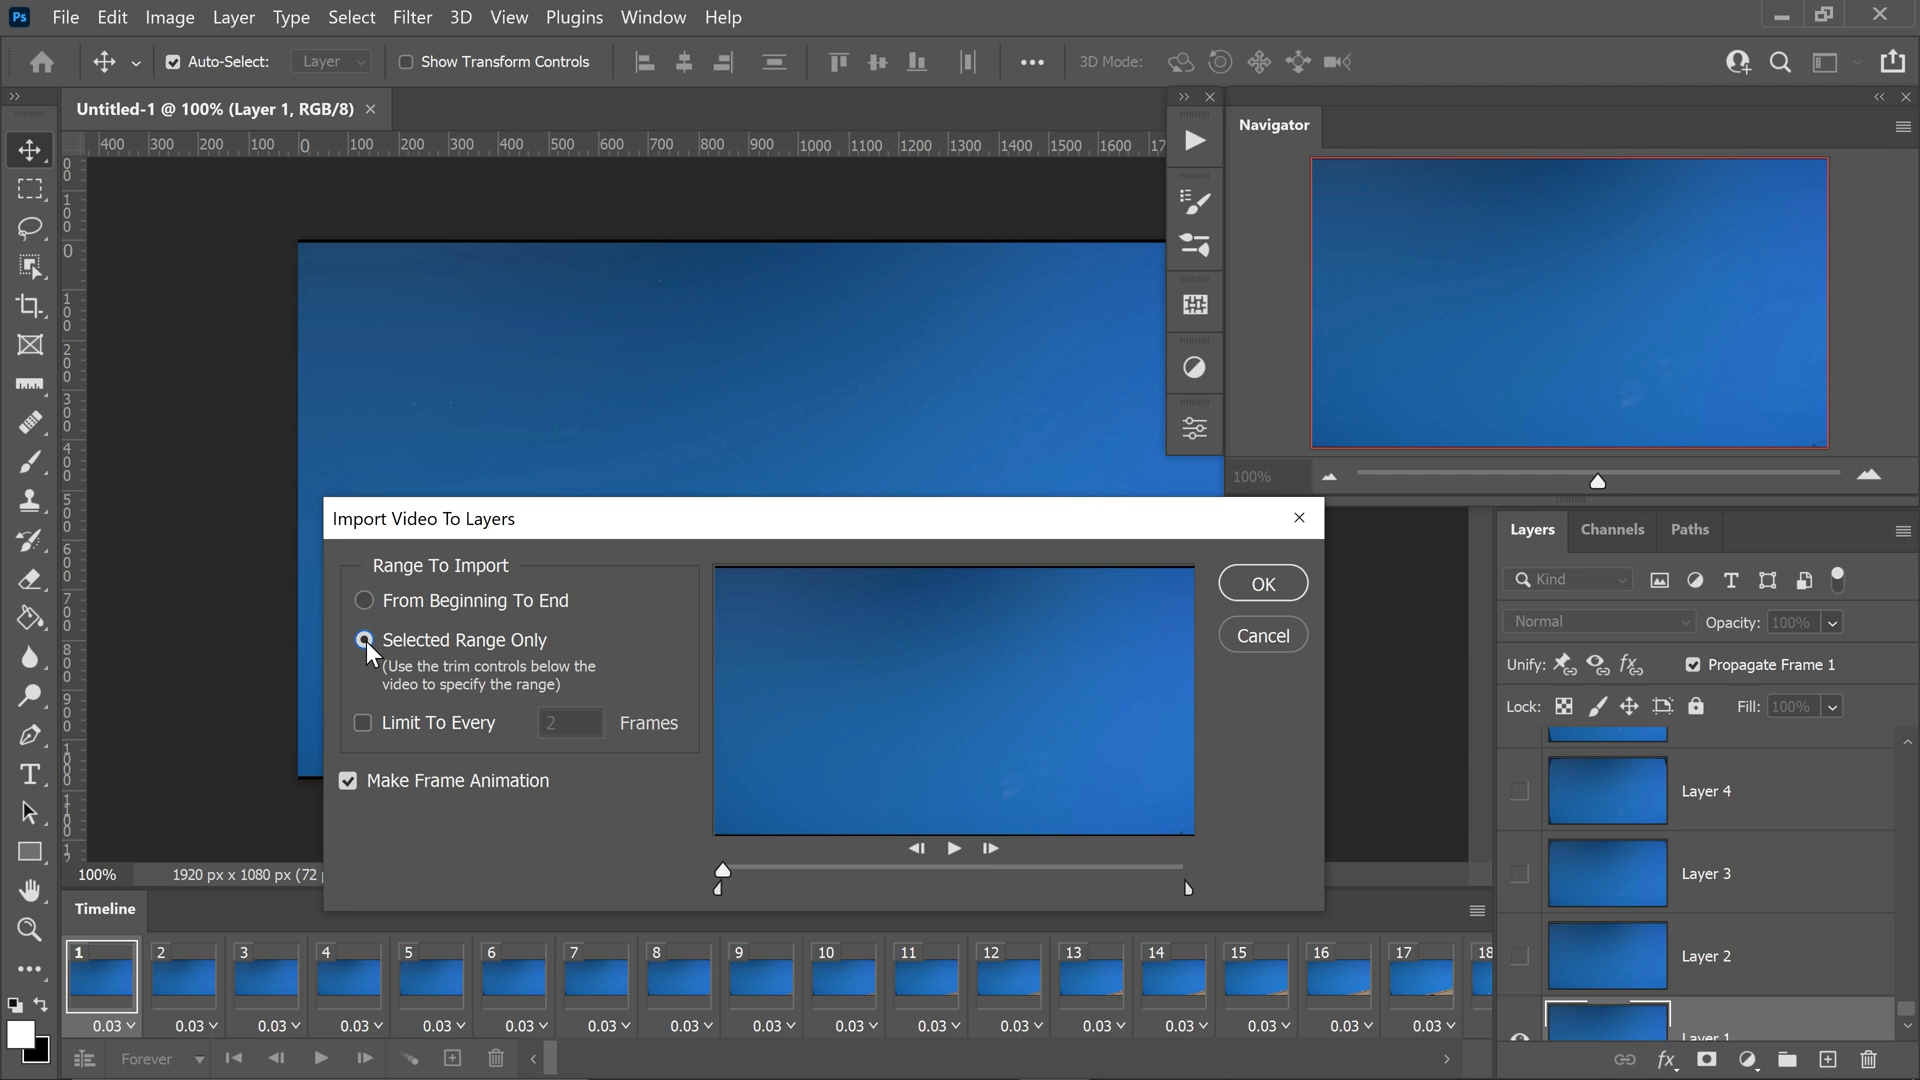 Ps File Edit Image Layer Type Select Filter 3D View Plugins Window Help
Auto-Select: Layer Show Transform Controls 3D Mode:
Untitled-1 @ 100% (Layer 1, RGB/8)
400 300 200 100 0 100 200 300 400 500 600 700 800 900 1000 1100 1200 1300 1400 1500 1600
Navigator
100%
Import Video To Layers
Range To Import
From Beginning To End
Selected Range Only
(Use the trim controls below the
video to specify the range)
Limit To Every 2 Frames
Make Frame Animation
OK
Cancel
Layers Channels Paths
Kind
Normal Opacity: 100%
Unify: Propagate Frame 1
Lock: Fill: 100%
Layer 4
Layer 3
Layer 2
Layer 1
100% 1920 px x 1080 px (72
Timeline
1 2 3 4 5 6 7 8 9 10 11 12 13 14 15 16 17 18
0.03 0.03 0.03 0.03 0.03 0.03 0.03 0.03 0.03 0.03 0.03 0.03 0.03 0.03 0.03 0.03 0.03
Forever
fx